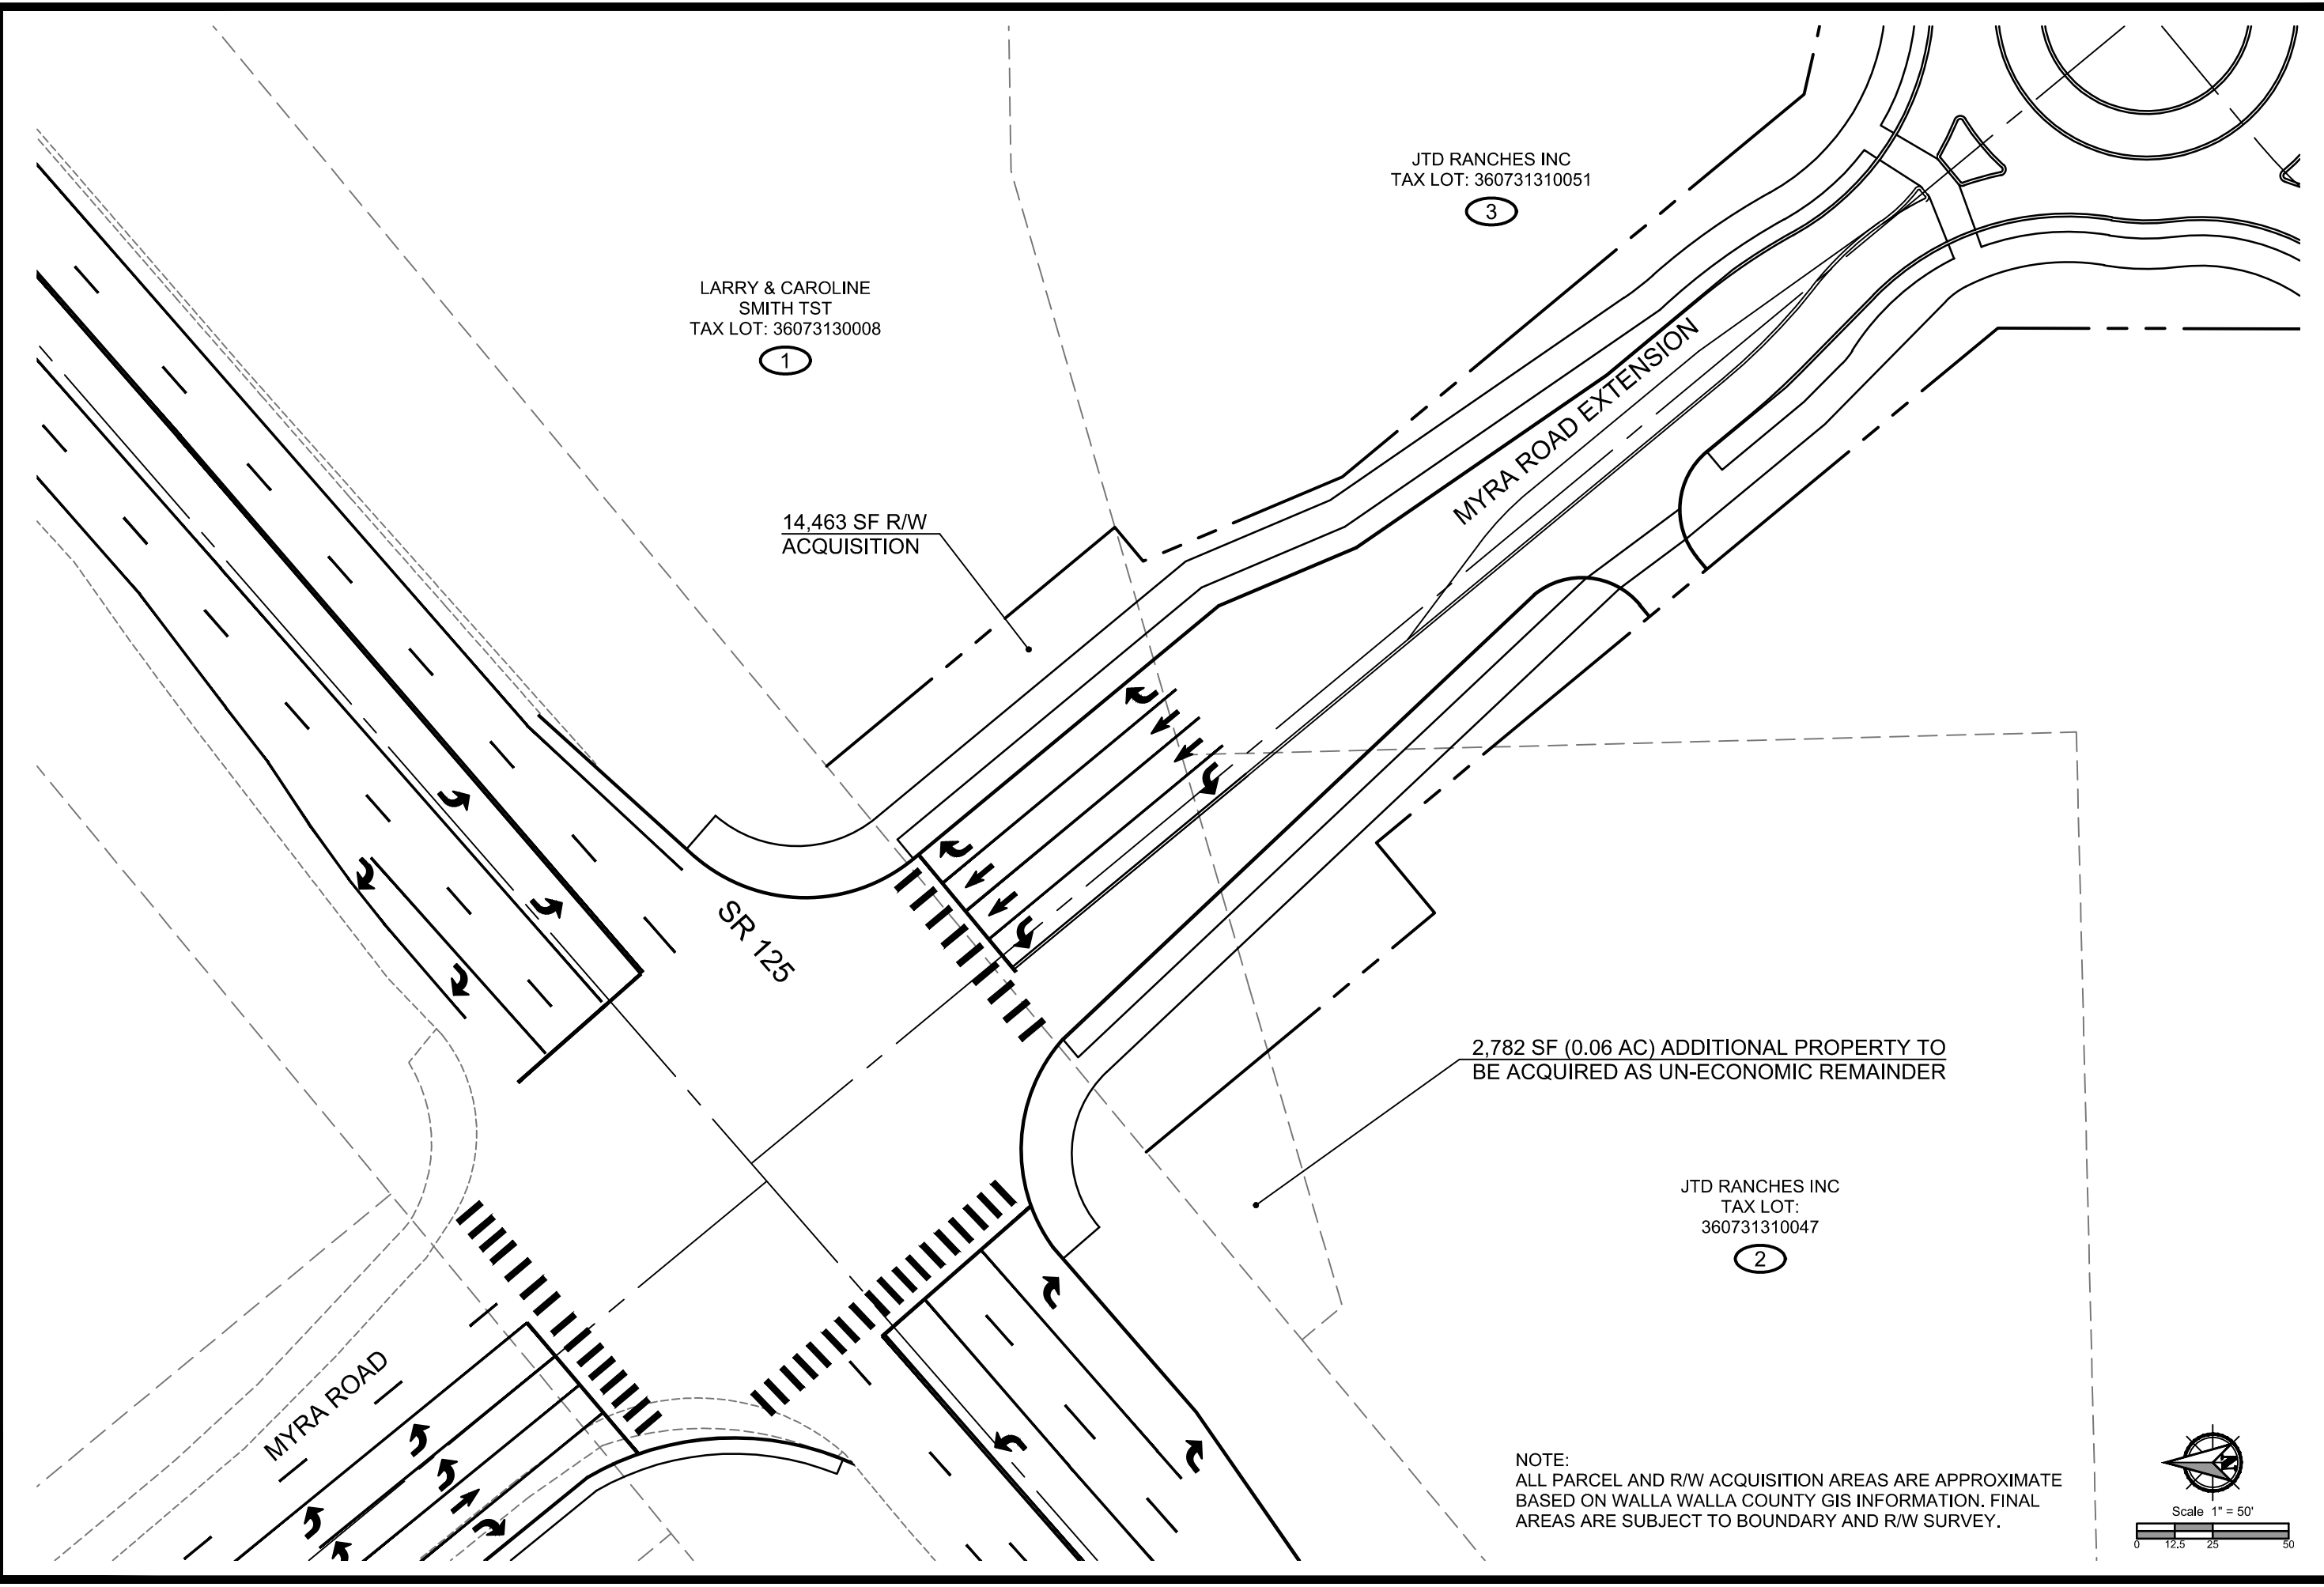 JTD RANCHES INC
TAX LOT: 360731310051
3
LARRY & CAROLINE
SMITH TST
TAX LOT: 36073130008
1
MYRA ROAD EXTENSION
14,463 SF R/W
ACQUISITION
SR 125
2,782 SF (0.06 AC) ADDITIONAL PROPERTY TO
BE ACQUIRED AS UN-ECONOMIC REMAINDER
JTD RANCHES INC
TAX LOT:
360731310047
2
MYRA ROAD
NOTE:
ALL PARCEL AND R/W ACQUISITION AREAS ARE APPROXIMATE
BASED ON WALLA WALLA COUNTY GIS INFORMATION. FINAL
AREAS ARE SUBJECT TO BOUNDARY AND R/W SURVEY.
N
Scale 1" = 50'
0 12.5 25 50